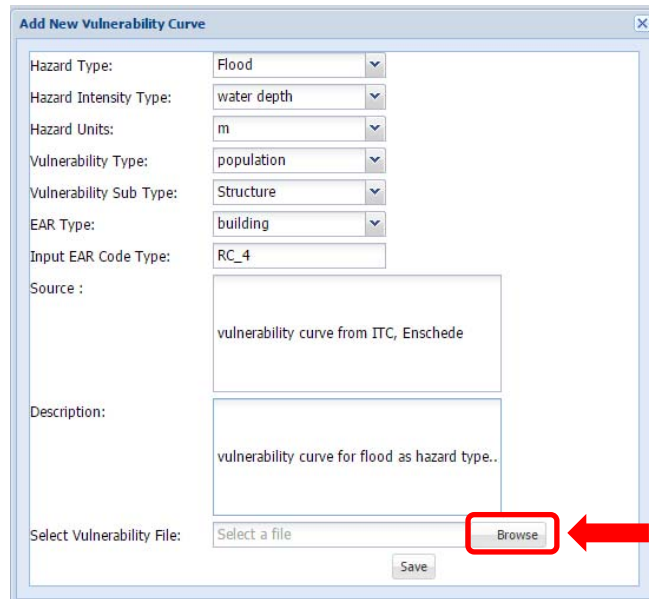 Add New Vulnerability Curve
Hazard Type: Flood
Hazard Intensity Type: water depth
Hazard Units: m
Vulnerability Type: population
Vulnerability Sub Type: Structure
EAR Type: building
Input EAR Code Type: RC_4
Source :
vulnerability curve from ITC, Enschede
Description:
vulnerability curve for flood as hazard type..
Select Vulnerability File: Select a file Browse
Save